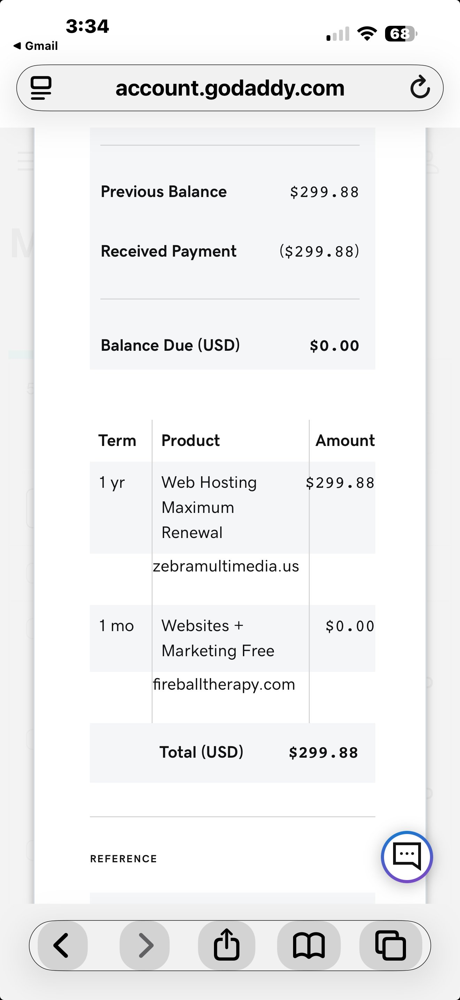 3:34
68
Gmail
account.godaddy.com
M
Previous Balance $299.88
Received Payment ($299.88)
5
Balance Due (USD) $0.00
Term Product Amount
1 yr Web Hosting $299.88
Maximum
Renewal
zebramultimedia.us
1 mo Websites + $0.00
Marketing Free
fireballtherapy.com
Total (USD) $299.88
REFERENCE